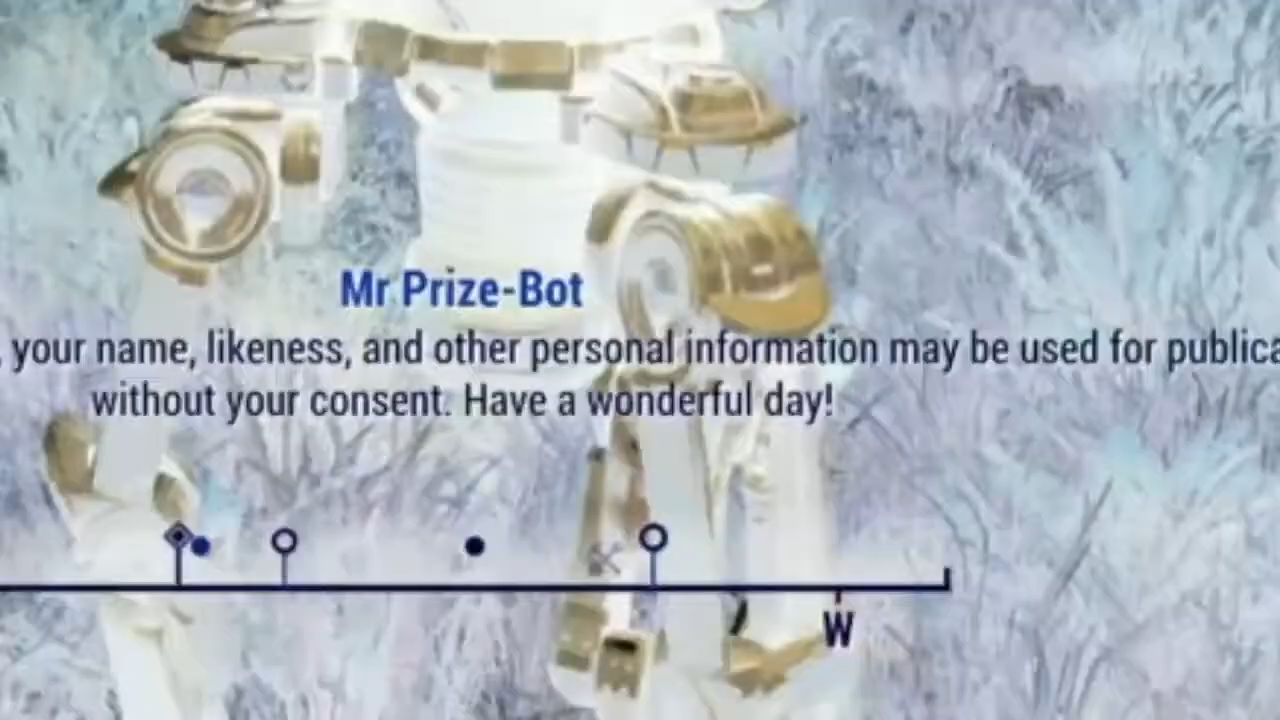 Mr Prize-Bot
, your name, likeness, and other personal information may be used for
without your consent. Have a wonderful day!
W